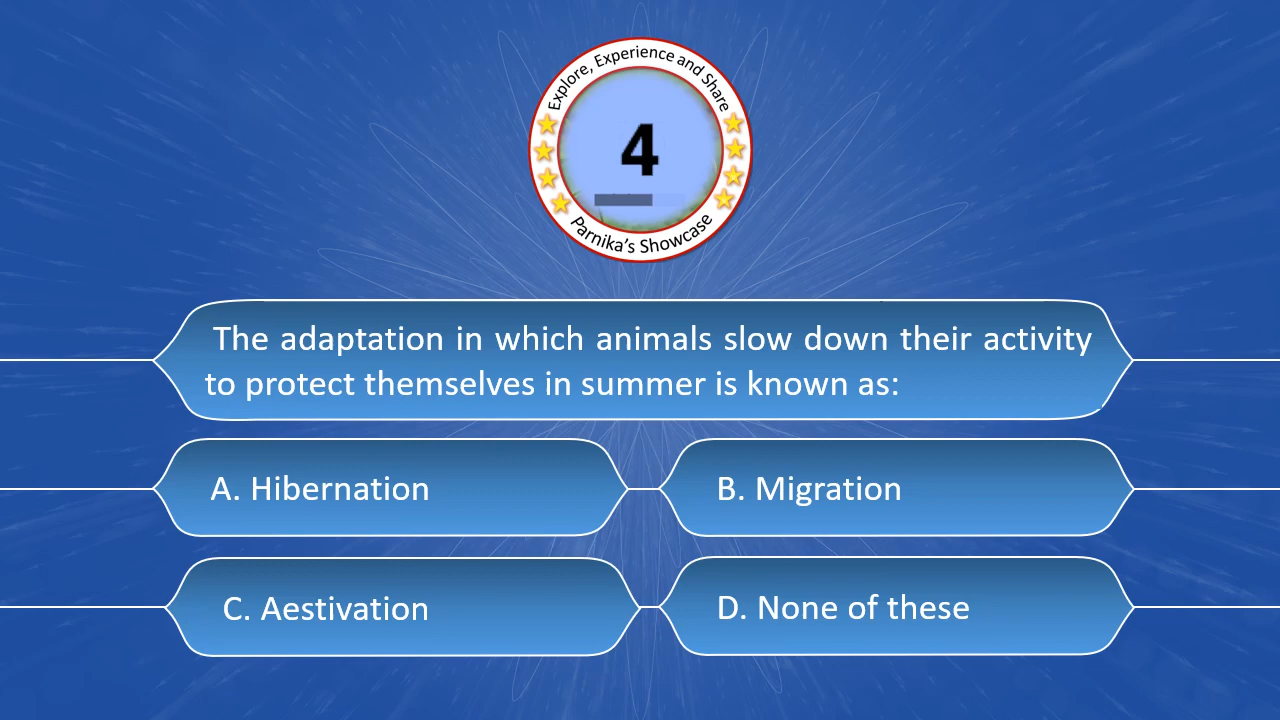 Explore, Experience and Share
4
Parnika's Showcase
The adaptation in which animals slow down their activity
to protect themselves in summer is known as:
A. Hibernation
B. Migration
C. Aestivation
D. None of these